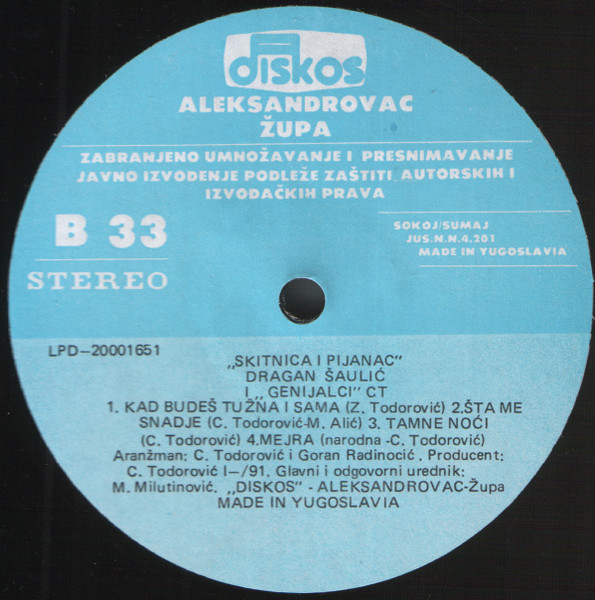 diskos
ALEKSANDROVAC
ŽUPA
ZABRANJENO UMNOŽAVANJE I PRESNIMAVANJE
JAVNO IZVOĐENJE PODLEŽE ZAŠTITI AUTORSKIH I
IZVOĐAČKIH PRAVA
B 33
STEREO
SOKOJ/SUMAJ
JUS.N.N.4.201
MADE IN YUGOSLAVIA
LPD-20001651
„SKITNICA I PIJANAC"
DRAGAN ŠAULIĆ
I „GENIJALCI" CT
1. KAD BUDEŠ TUŽNA I SAMA (Z. Todorović) 2.ŠTA ME
SNADJE (C. Todorović-M. Alić) 3. TAMNE NOĆI
(C. Todorović) 4.MEJRA (narodna -C. Todorović)
Aranžman: C. Todorović i Goran Radinocić, Producent:
C. Todorović I-/91. Glavni i odgovorni urednik:
M. Milutinović. „DISKOS" - ALEKSANDROVAC-Župa
MADE IN YUGOSLAVIA